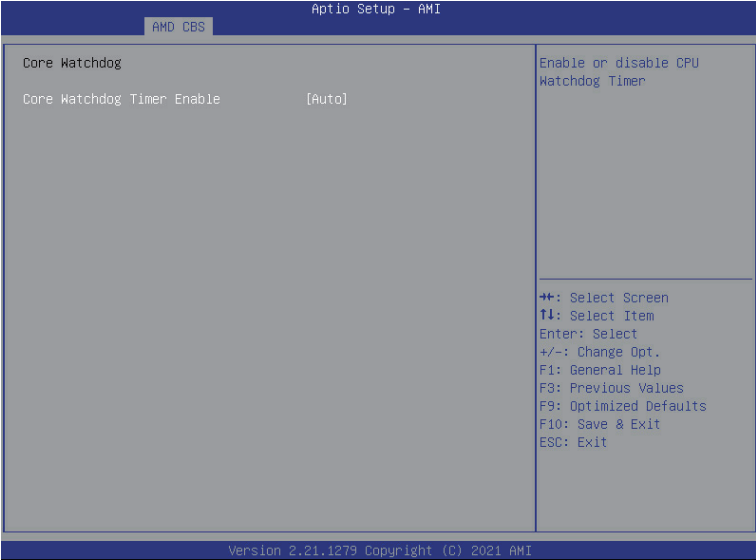 Aptio Setup – AMI
AMD CBS
Core Watchdog
Core Watchdog Timer Enable [Auto]
Enable or disable CPU
Watchdog Timer
→←: Select Screen
↑↓: Select Item
Enter: Select
+/-: Change Opt.
F1: General Help
F3: Previous Values
F9: Optimized Defaults
F10: Save & Exit
ESC: Exit
Version 2.21.1279 Copyright (C) 2021 AMI